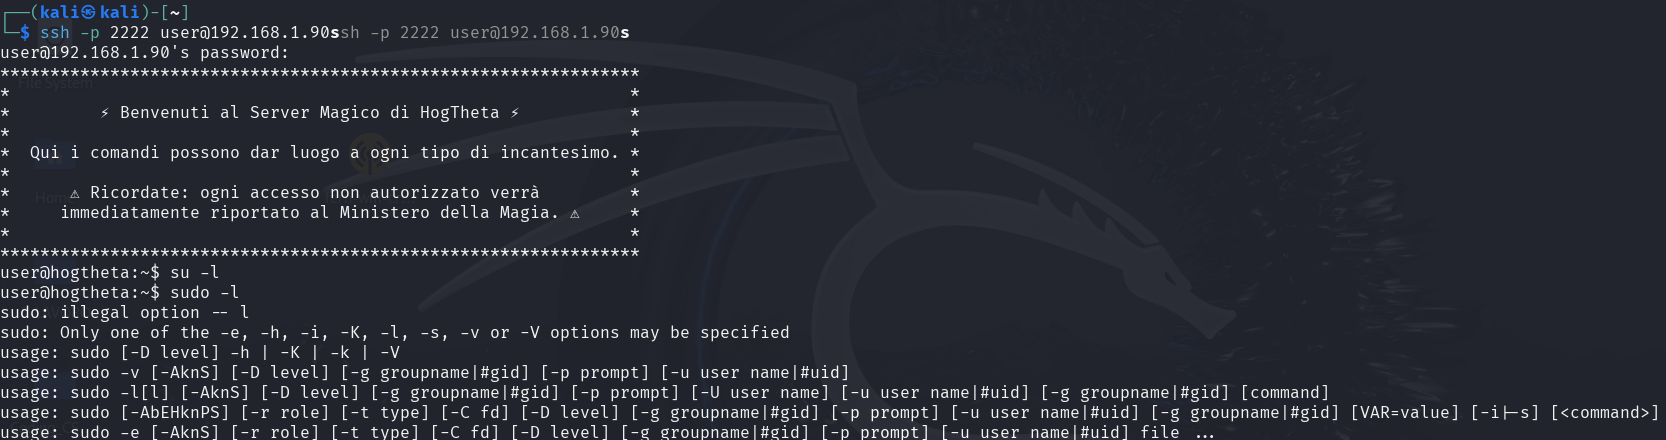 ┌──(kali㉿kali)-[~]
└─$ ssh -p 2222 user@192.168.1.90ssh -p 2222 user@192.168.1.90s
user@192.168.1.90's password:
****************************************************************
*                                                              *
*         ⚡ Benvenuti al Server Magico di HogTheta ⚡           *
*                                                              *
*  Qui i comandi possono dar luogo a ogni tipo di incantesimo. *
*                                                              *
*      ⚠ Ricordate: ogni accesso non autorizzato verrà         *
*     immediatamente riportato al Ministero della Magia. ⚠     *
*                                                              *
****************************************************************
user@hogtheta:~$ su -l
user@hogtheta:~$ sudo -l
sudo: illegal option -- l
sudo: Only one of the -e, -h, -i, -K, -l, -s, -v or -V options may be specified
usage: sudo [-D level] -h | -K | -k | -V
usage: sudo -v [-AknS] [-D level] [-g groupname|#gid] [-p prompt] [-u user name|#uid]
usage: sudo -l[l] [-AknS] [-D level] [-g groupname|#gid] [-p prompt] [-U user name] [-u user name|#uid] [-g groupname|#gid] [command]
usage: sudo [-AbEHknPS] [-r role] [-t type] [-C fd] [-D level] [-g groupname|#gid] [-p prompt] [-u user name|#uid] [-g groupname|#gid] [VAR=value] [-i|-s] [<command>]
usage: sudo -e [-AknS] [-r role] [-t type] [-C fd] [-D level] [-g groupname|#gid] [-p prompt] [-u user name|#uid] file ...
File System
Home